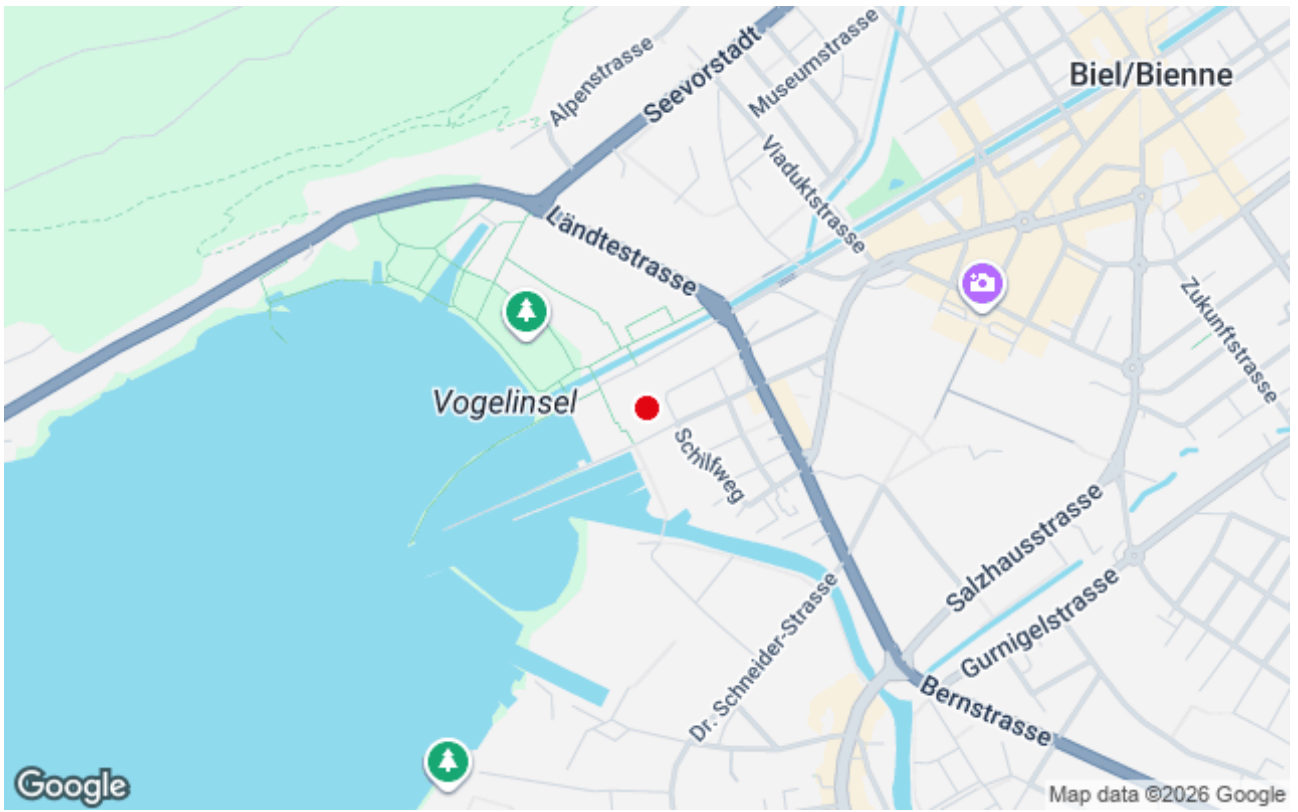 Alpenstrasse
Seevorstadt
Museumstrasse
Biel/Bienne
Viaduktstrasse
Ländtestrasse
Zukunftstrasse
Vogelinsel
Schilfweg
Salzhausstrasse
Gurnigelstrasse
Dr. Schneider-Strasse
Bernstrasse
Google
Map data ©2026 Google